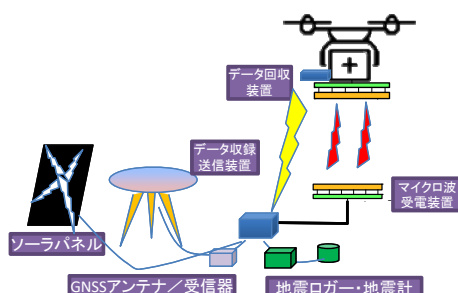 データ回収
装置
データ収録
送信装置
マイクロ波
受電装置
ソーラパネル
GNSSアンテナ／受信器
地震ロガー・地震計